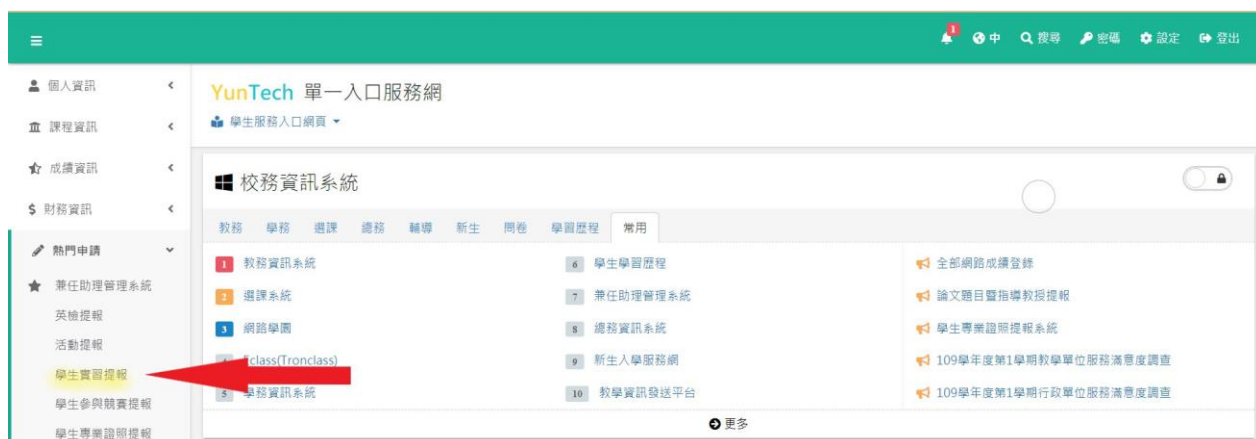 1
中 搜尋 密碼 設定 登出
個人資訊
課程資訊
成績資訊
財務資訊
熱門申請
兼任助理管理系統
英檢提報
活動提報
學生實習提報
學生參與競賽提報
學生專業證照提報
YunTech 單一入口服務網
學生服務入口網頁
校務資訊系統
教務 學務 選課 總務 輔導 新生 問卷 學習歷程 常用
1 教務資訊系統
2 選課系統
3 網路學園
Eclass(Tronclass)
5 學務資訊系統
6 學生學習歷程
7 兼任助理管理系統
8 總務資訊系統
9 新生入學服務網
10 教學資訊發送平台
全部網路成績登錄
論文題目暨指導教授提報
學生專業證照提報系統
109學年度第1學期教學單位服務滿意度調查
109學年度第1學期行政單位服務滿意度調查
更多